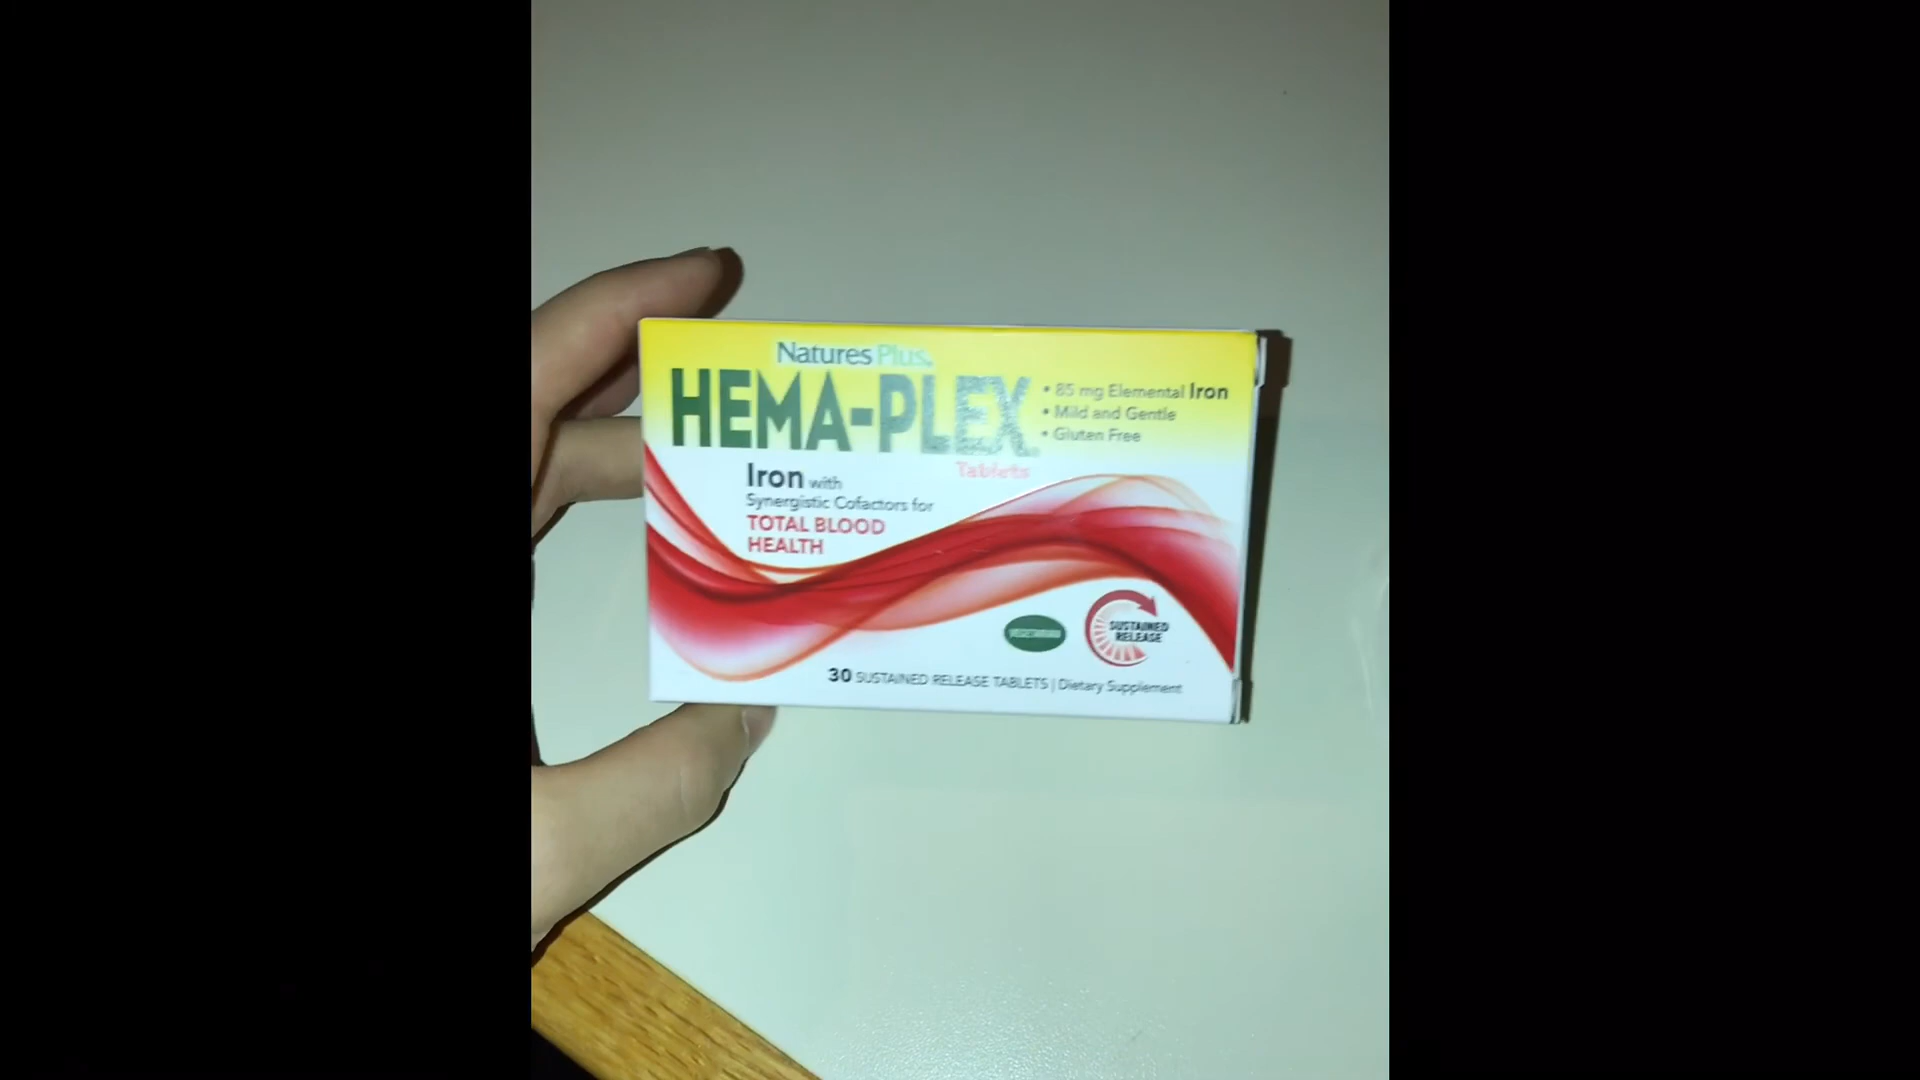 NaturesPlus.
HEMA-PLEX
Tablets
• 85 mg Elemental Iron
• Mild and Gentle
• Gluten Free
Iron with
Synergistic Cofactors for
TOTAL BLOOD
HEALTH
VEGETARIAN
SUSTAINED
RELEASE
30 SUSTAINED RELEASE TABLETS | Dietary Supplement